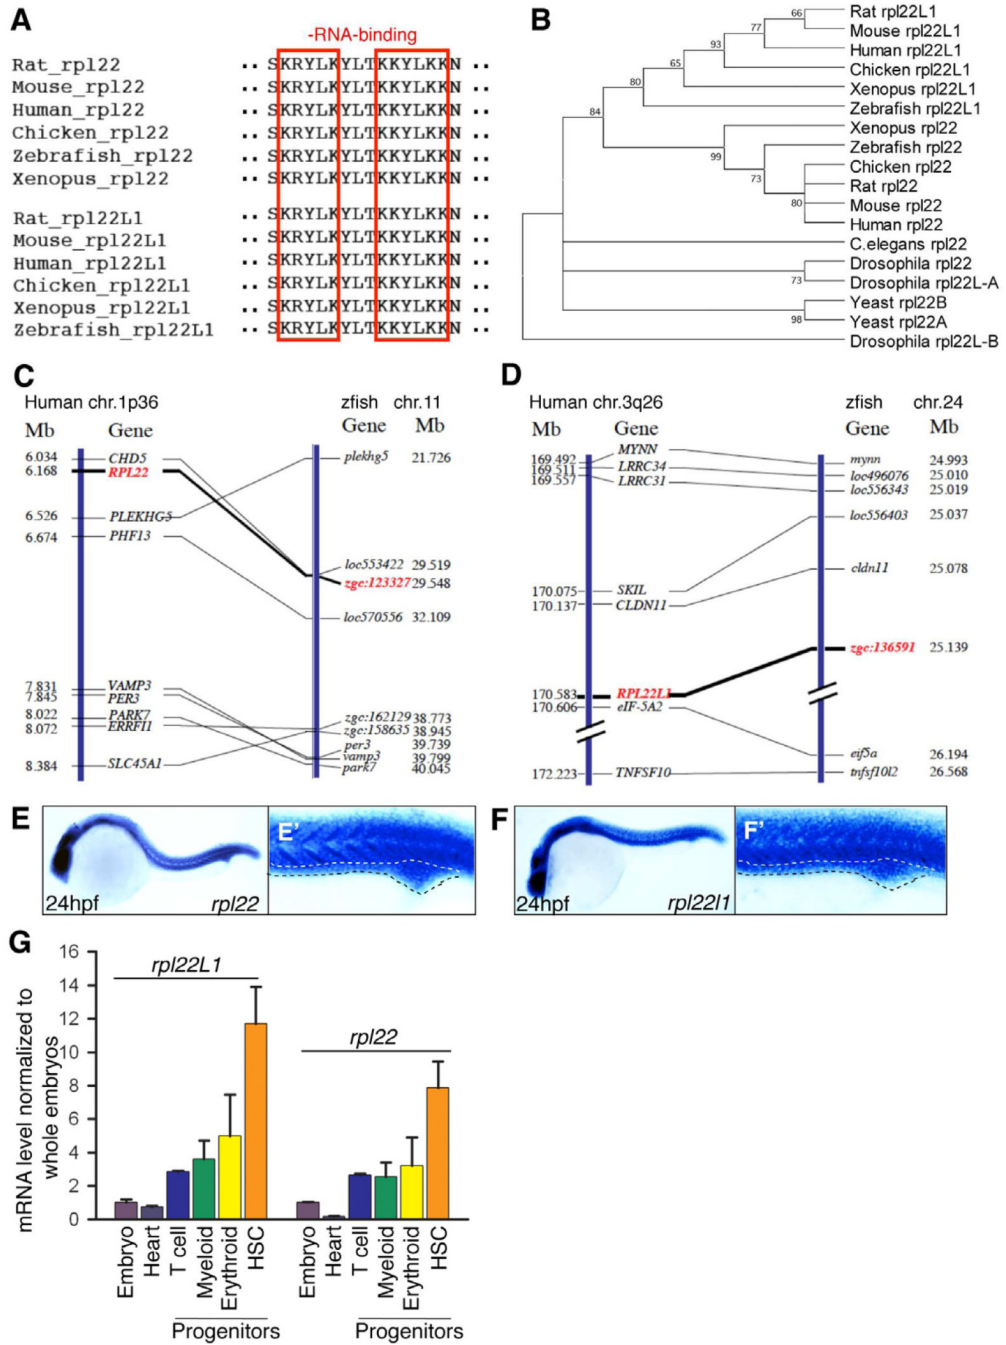 A
-RNA-binding
Rat_rpl22 ·· SKRYLKYLTKKYLKKN ··
Mouse_rpl22 ·· SKRYLKYLTKKYLKKN ··
Human_rpl22 ·· SKRYLKYLTKKYLKKN ··
Chicken_rpl22 ·· SKRYLKYLTKKYLKKN ··
Zebrafish_rpl22 ·· SKRYLKYLTKKYLKKN ··
Xenopus_rpl22 ·· SKRYLKYLTKKYLKKN ··
Rat_rpl22L1 ·· SKRYLKYLTKKYLKKN ··
Mouse_rpl22L1 ·· SKRYLKYLTKKYLKKN ··
Human_rpl22L1 ·· SKRYLKYLTKKYLKKN ··
Chicken_rpl22L1 ·· SKRYLKYLTKKYLKKN ··
Xenopus_rpl22L1 ·· SKRYLKYLTKKYLKKN ··
Zebrafish_rpl22L1 ·· SKRYLKYLTKKYLKKN ··
B
66 Rat rpl22L1
77 Mouse rpl22L1
93 Human rpl22L1
65 Chicken rpl22L1
80 Xenopus rpl22L1
84 Zebrafish rpl22L1
Xenopus rpl22
99 Zebrafish rpl22
73 Chicken rpl22
Rat rpl22
80 Mouse rpl22
Human rpl22
C.elegans rpl22
Drosophila rpl22
73 Drosophila rpl22L-A
Yeast rpl22B
98 Yeast rpl22A
Drosophila rpl22L-B
C
Human chr.1p36
zfish chr.11
Mb Gene
Gene Mb
6.034 CHD5
6.168 RPL22
6.526 PLEKHG5
6.674 PHF13
7.831 VAMP3
7.845 PER3
8.022 PARK7
8.072 ERRFI1
8.384 SLC45A1
plekhg5 21.726
loc553422 29.519
zgc:123327 29.548
loc570556 32.109
zgc:162129 38.773
zgc:158635 38.945
per3 39.739
vamp3 39.799
park7 40.045
D
Human chr.3q26
zfish chr.24
Mb Gene
Gene Mb
169.492 MYNN
169.511 LRRC34
169.557 LRRC31
170.075 SKIL
170.137 CLDN11
170.583 RPL22L1
170.606 eIF-5A2
172.223 TNFSF10
mynn 24.993
loc496076 25.010
loc556343 25.019
loc556403 25.037
cldn11 25.078
zgc:136591 25.139
eif5a 26.194
tnfsf10l2 26.568
E
24hpf
rpl22
E'
F
24hpf
rpl22l1
F'
G
mRNA level normalized to
whole embryos
16
14
12
10
8
6
4
2
0
rpl22L1
rpl22
Embryo
Heart
T cell
Myeloid
Erythroid
HSC
Progenitors
Embryo
Heart
T cell
Myeloid
Erythroid
HSC
Progenitors